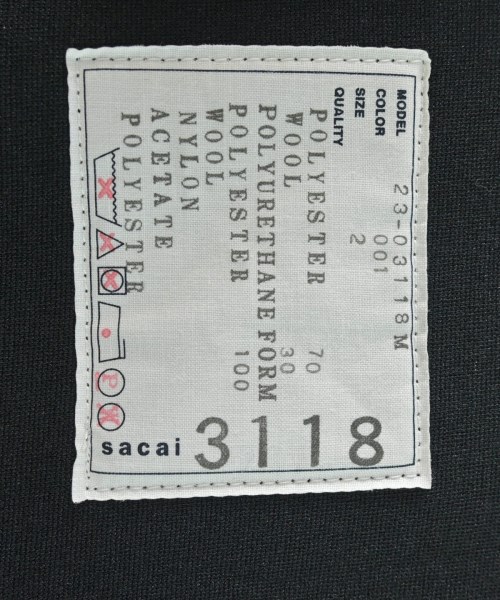 MODEL 23-03118M
COLOR 001
SIZE 2
QUALITY
POLYESTER 70
WOOL 30
POLYURETHANE FORM
POLYESTER 100
WOOL
NYLON
ACETATE
POLYESTER
P
sacai 3118